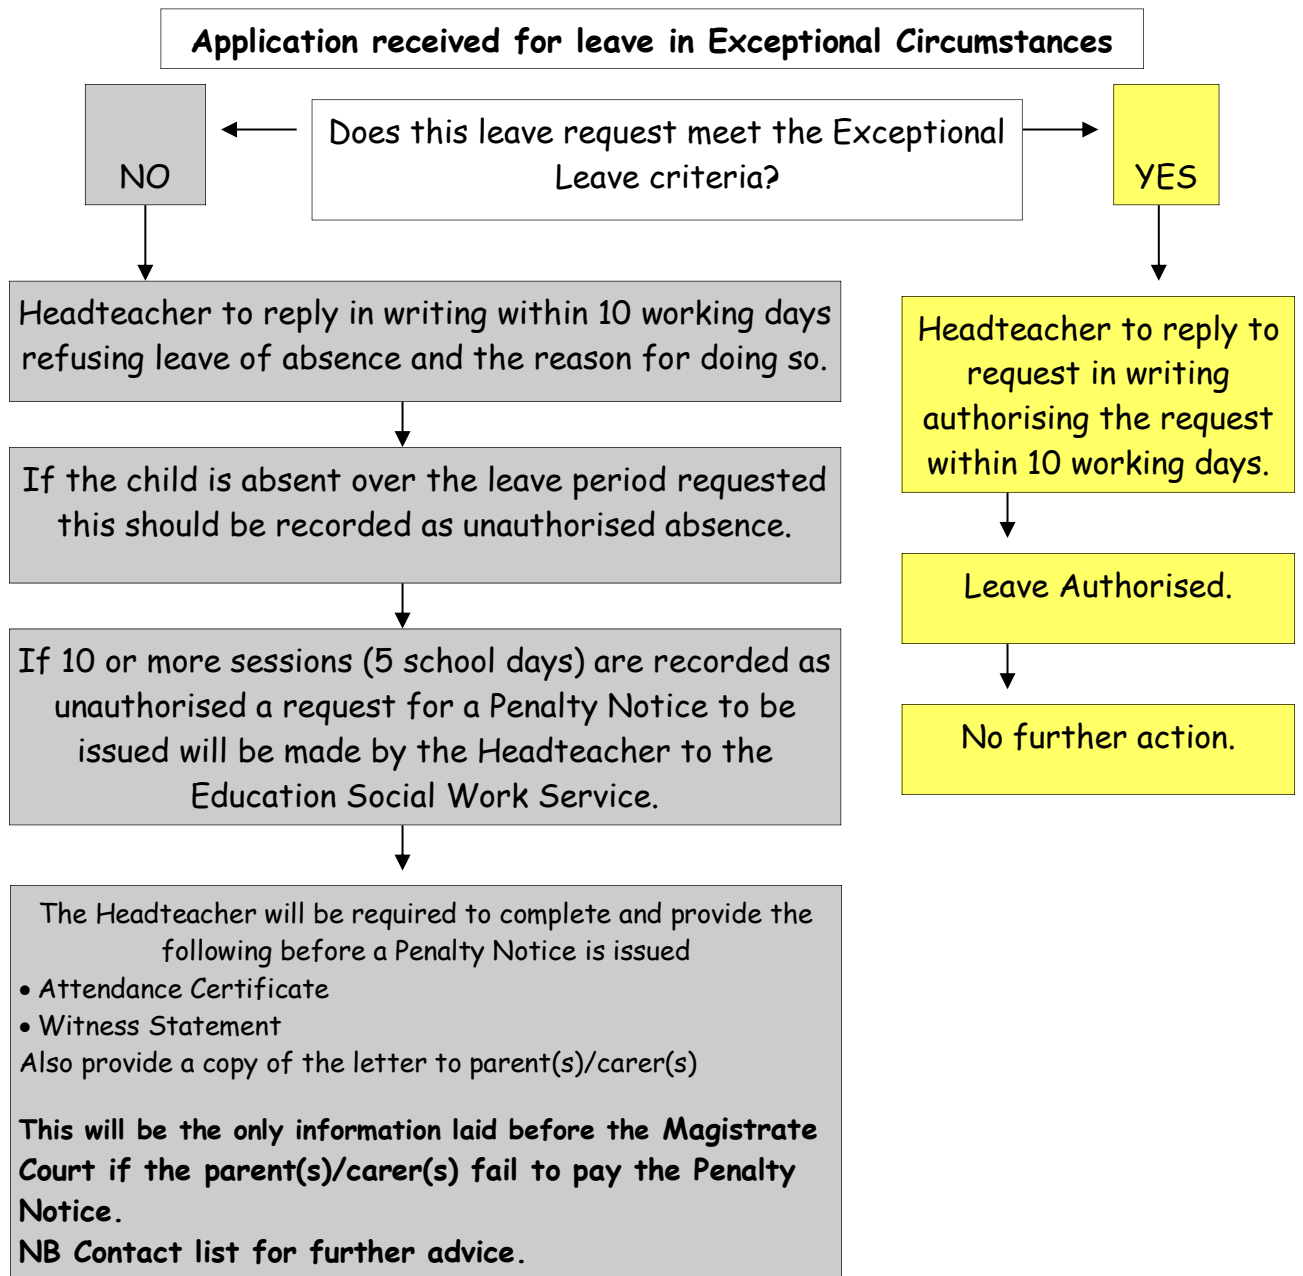 Application received for leave in Exceptional Circumstances
NO
Does this leave request meet the Exceptional
Leave criteria?
YES
Headteacher to reply in writing within 10 working days
refusing leave of absence and the reason for doing so.
If the child is absent over the leave period requested
this should be recorded as unauthorised absence.
If 10 or more sessions (5 school days) are recorded as
unauthorised a request for a Penalty Notice to be
issued will be made by the Headteacher to the
Education Social Work Service.
The Headteacher will be required to complete and provide the
following before a Penalty Notice is issued
• Attendance Certificate
• Witness Statement
Also provide a copy of the letter to parent(s)/carer(s)
This will be the only information laid before the Magistrate
Court if the parent(s)/carer(s) fail to pay the Penalty
Notice.
NB Contact list for further advice.
Headteacher to reply to
request in writing
authorising the request
within 10 working days.
Leave Authorised.
No further action.